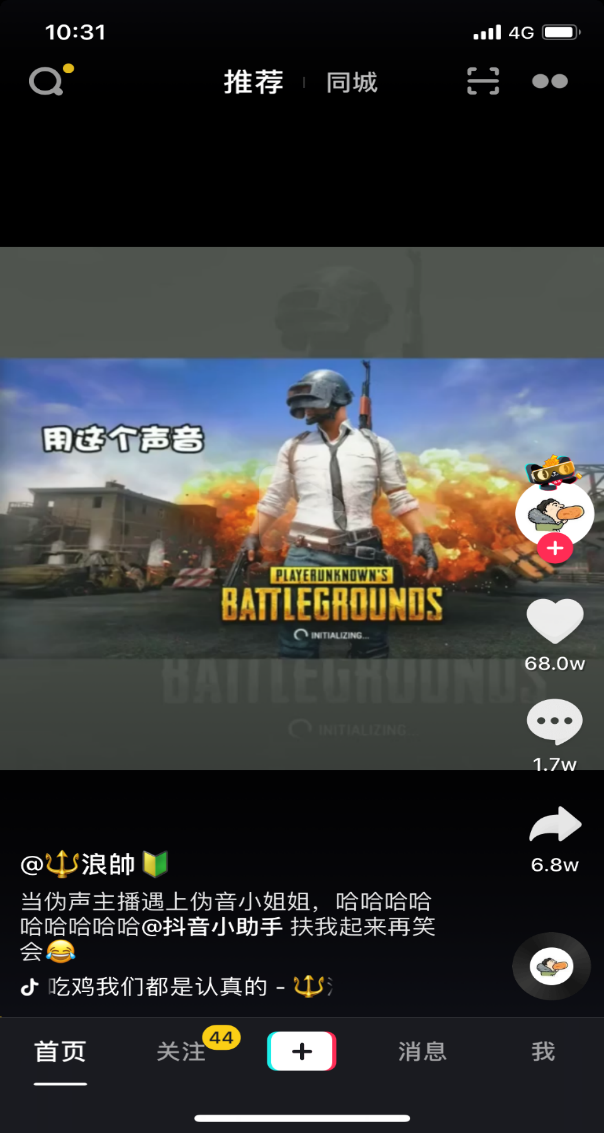 10:31
4G
推荐
同城
用这个声音
PLAYERUNKNOWN'S
BATTLEGROUNDS
INITIALIZING...
BATTLEGROUNDS
INITIALIZING...
68.0w
1.7w
6.8w
@🔱浪帥🔰
当伪声主播遇上伪音小姐姐，哈哈哈哈
哈哈哈哈哈@抖音小助手 扶我起来再笑
会😂
吃鸡我们都是认真的 - 🔱
首页
关注
44
消息
我